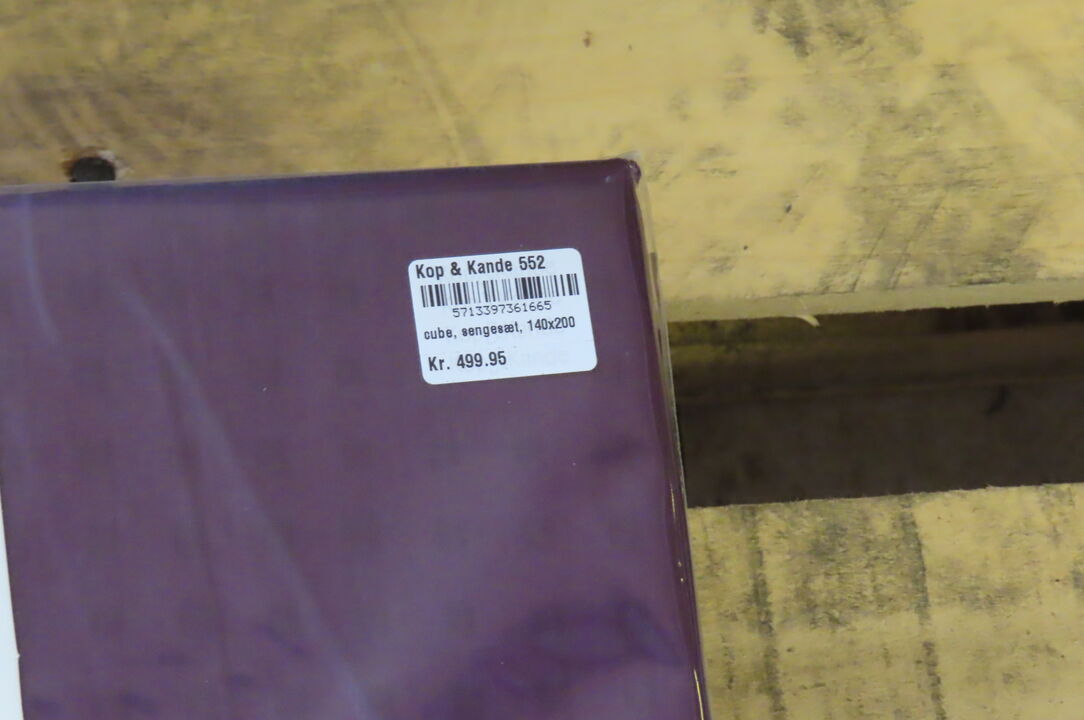 Kop & Kande 552
5713397361665
cube, sengesæt, 140x200
Kr. 499.95